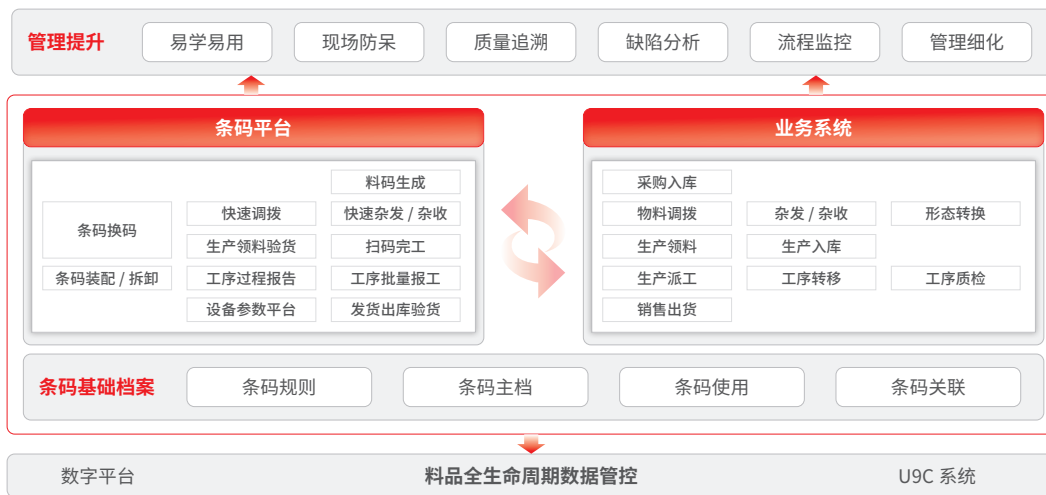 管理提升 易学易用 现场防呆 质量追溯 缺陷分析 流程监控 管理细化
条码平台
料码生成
条码换码
快速调拨 快速杂发 / 杂收
生产领料验货 扫码完工
条码装配 / 拆卸 工序过程报告 工序批量报工
设备参数平台 发货出库验货
业务系统
采购入库
物料调拨 杂发 / 杂收 形态转换
生产领料 生产入库
生产派工 工序转移 工序质检
销售出货
条码基础档案 条码规则 条码主档 条码使用 条码关联
数字平台 料品全生命周期数据管控 U9C 系统